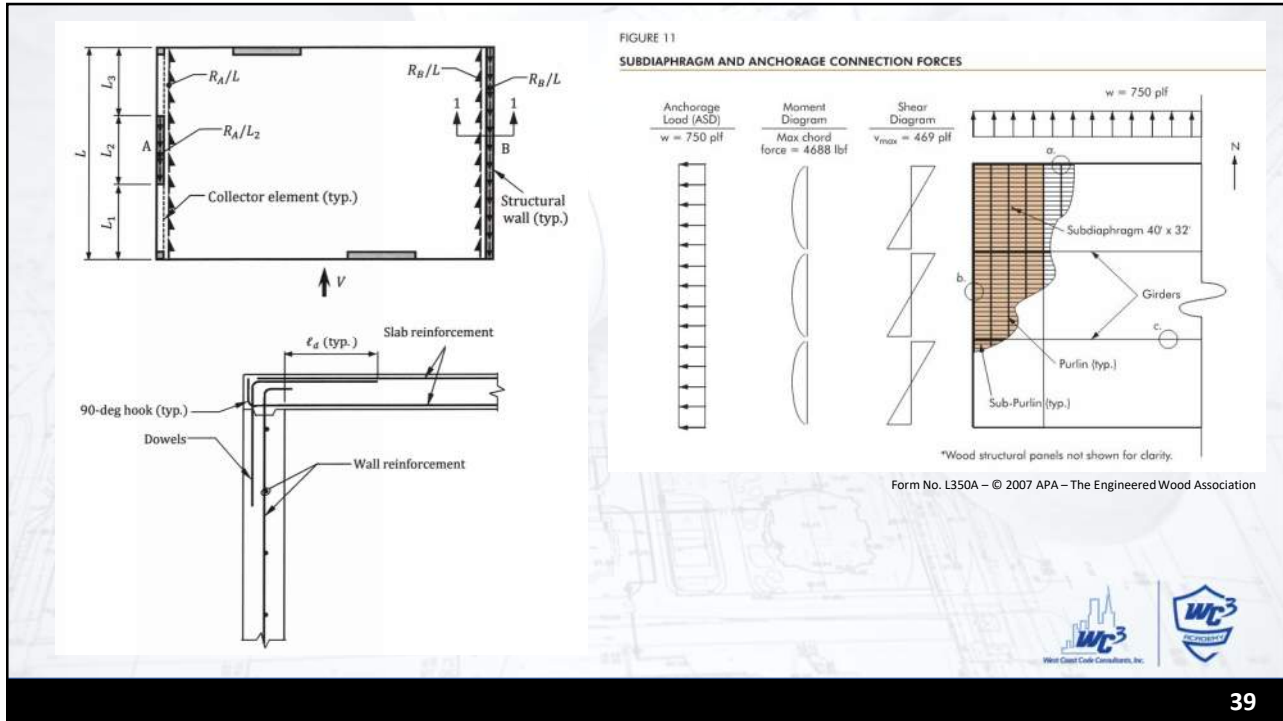 L
L₃
L₂
L₁
R_A/L
R_A/L₂
A
Collector element (typ.)
R_B/L
R_B/L
1
1
B
Structural
wall (typ.)
V
Slab reinforcement
ℓ_d (typ.)
90-deg hook (typ.)
Dowels
Wall reinforcement
FIGURE 11
SUBDIAPHRAGM AND ANCHORAGE CONNECTION FORCES
Anchorage
Load (ASD)
w = 750 plf
Moment
Diagram
Max chord
force = 4688 lbf
Shear
Diagram
v_max = 469 plf
w = 750 plf
a.
N
Subdiaphragm 40' x 32'
b.
Girders
c.
Purlin (typ.)
Sub-Purlin (typ.)
*Wood structural panels not shown for clarity.
Form No. L350A – © 2007 APA – The Engineered Wood Association
WC³
West Coast Code Consultants, Inc.
WC³
ACADEMY
39